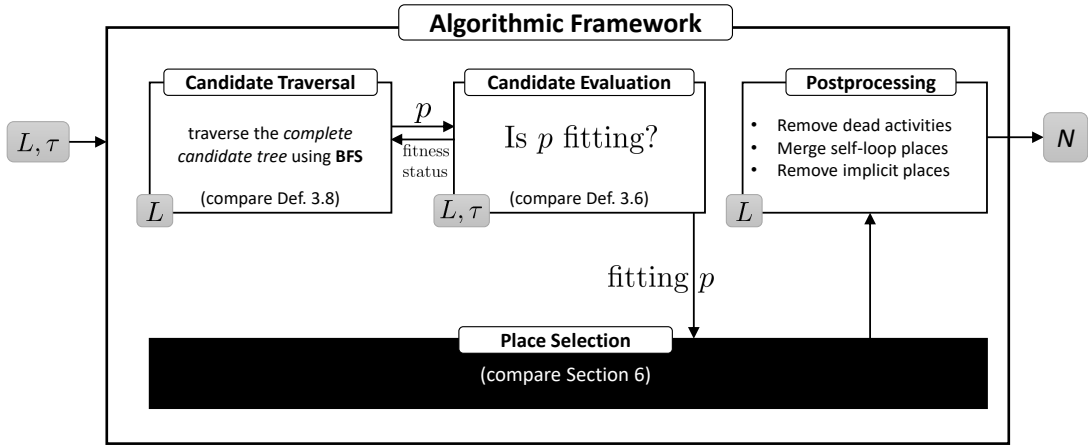 Algorithmic Framework
L, τ
Candidate Traversal
traverse the complete
candidate tree using BFS
(compare Def. 3.8)
L
p
fitness
status
Candidate Evaluation
Is p fitting?
(compare Def. 3.6)
L, τ
Postprocessing
• Remove dead activities
• Merge self-loop places
• Remove implicit places
L
N
fitting p
Place Selection
(compare Section 6)